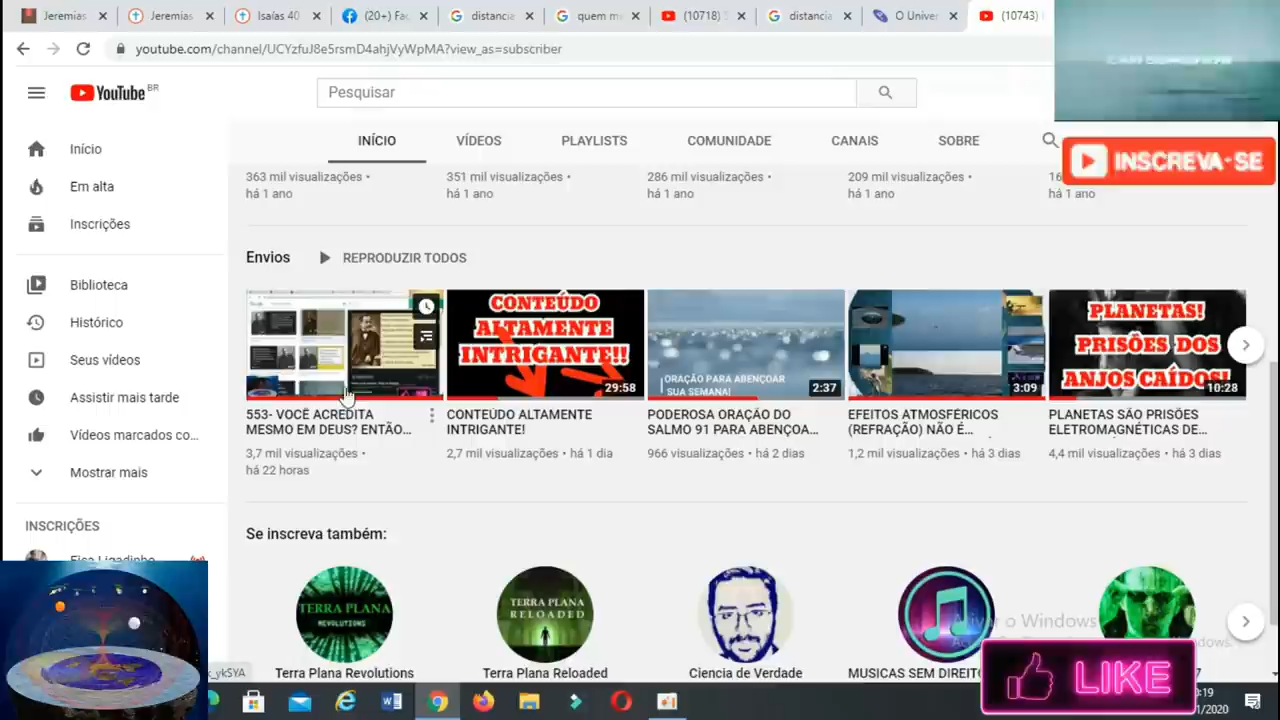 Jeremias
Jeremias
Isaías 40
(20+) Fa
distancia
quem m
(10718) S
distancia
O Univer
(10743)
youtube.com/channel/UCYzfuJ8e5rsmD4ahjVyWpMA?view_as=subscriber
YouTube BR
Pesquisar
INÍCIO VÍDEOS PLAYLISTS COMUNIDADE CANAIS SOBRE
INSCREVA-SE
Início
Em alta
Inscrições
Biblioteca
Histórico
Seus vídeos
Assistir mais tarde
Vídeos marcados co...
Mostrar mais
INSCRIÇÕES
363 mil visualizações •
há 1 ano
351 mil visualizações •
há 1 ano
286 mil visualizações •
há 1 ano
209 mil visualizações •
há 1 ano
há 1 ano
Envios REPRODUZIR TODOS
553- VOCÊ ACREDITA
MESMO EM DEUS? ENTÃO...
3,7 mil visualizações •
há 22 horas
CONTEÚDO
ALTAMENTE
INTRIGANTE!!
29:58
CONTEÚDO ALTAMENTE
INTRIGANTE!
2,7 mil visualizações • há 1 dia
ORAÇÃO PARA ABENÇOAR
SUA SEMANA!
2:37
PODEROSA ORAÇÃO DO
SALMO 91 PARA ABENÇOA...
966 visualizações • há 2 dias
3:09
EFEITOS ATMOSFÉRICOS
(REFRAÇÃO) NÃO É...
1,2 mil visualizações • há 3 dias
PLANETAS!
PRISÕES DOS
ANJOS CAÍDOS!
10:28
PLANETAS SÃO PRISÕES
ELETROMAGNÉTICAS DE...
4,4 mil visualizações • há 3 dias
Se inscreva também:
TERRA PLANA
REVOLUTIONS
Terra Plana Revolutions
TERRA PLANA
RELOADED
Terra Plana Reloaded
Ciencia de Verdade
MUSICAS SEM DIREITO
o Windows
LIKE